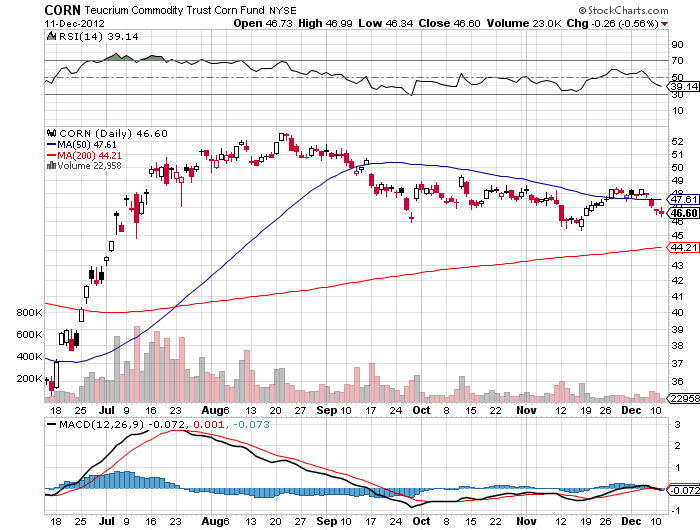 CORN Teucrium Commodity Trust Corn Fund NYSE © StockCharts.com
11-Dec-2012 Open 46.73 High 46.99 Low 46.34 Close 46.60 Volume 23.0K Chg -0.26 (-0.56%)
RSI(14) 39.14
90
70
50
39.14
30
10
CORN (Daily) 46.60
MA(50) 47.61
MA(200) 44.21
Volume 22,958
52
51
50
49
48
47.61
46.60
46
45
44.21
43
42
41
40
39
38
37
36
800K
600K
400K
200K
22958
18 25 Jul 9 16 23 Aug 6 13 20 27 Sep 10 17 24 Oct 8 15 22 Nov 12 19 26 Dec 10
MACD(12,26,9) -0.072, 0.001, -0.073
3
2
1
-0.072
-1
18 25 Jul 9 16 23 Aug 6 13 20 27 Sep 10 17 24 Oct 8 15 22 Nov 12 19 26 Dec 10